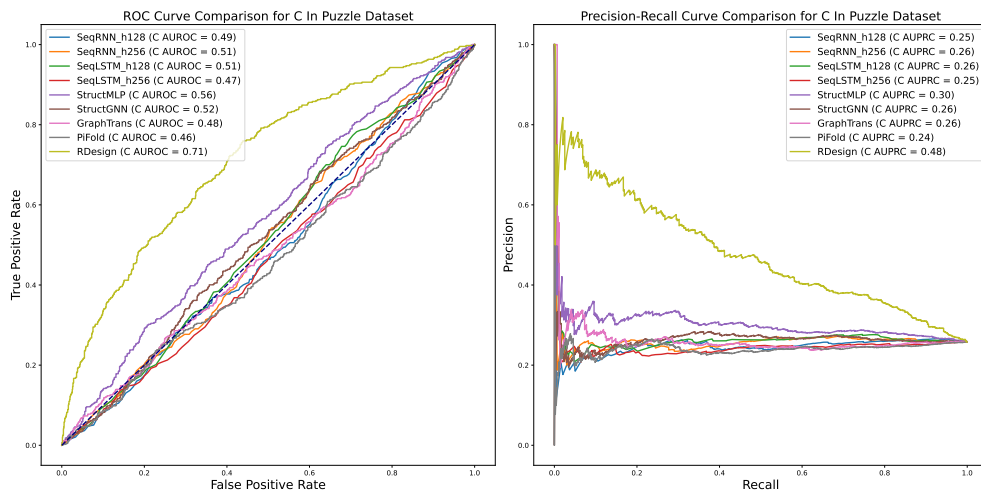 ROC Curve Comparison for C In Puzzle Dataset
SeqRNN_h128 (C AUROC = 0.49)
SeqRNN_h256 (C AUROC = 0.51)
SeqLSTM_h128 (C AUROC = 0.51)
SeqLSTM_h256 (C AUROC = 0.47)
StructMLP (C AUROC = 0.56)
StructGNN (C AUROC = 0.52)
GraphTrans (C AUROC = 0.48)
PiFold (C AUROC = 0.46)
RDesign (C AUROC = 0.71)
True Positive Rate
1.0
0.8
0.6
0.4
0.2
0.0
0.0 0.2 0.4 0.6 0.8 1.0
False Positive Rate
Precision-Recall Curve Comparison for C In Puzzle Dataset
SeqRNN_h128 (C AUPRC = 0.25)
SeqRNN_h256 (C AUPRC = 0.26)
SeqLSTM_h128 (C AUPRC = 0.26)
SeqLSTM_h256 (C AUPRC = 0.25)
StructMLP (C AUPRC = 0.30)
StructGNN (C AUPRC = 0.26)
GraphTrans (C AUPRC = 0.26)
PiFold (C AUPRC = 0.24)
RDesign (C AUPRC = 0.48)
Precision
1.0
0.8
0.6
0.4
0.2
0.0
0.0 0.2 0.4 0.6 0.8 1.0
Recall